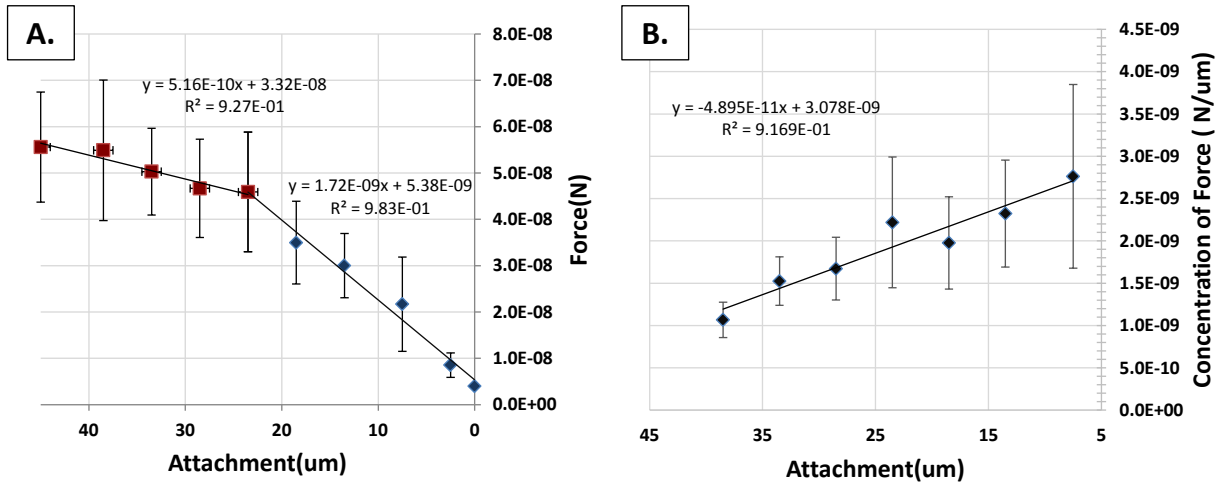 A.
8.0E-08
7.0E-08
6.0E-08
5.0E-08
4.0E-08
3.0E-08
2.0E-08
1.0E-08
0.0E+00
Force(N)
y = 5.16E-10x + 3.32E-08
R² = 9.27E-01
y = 1.72E-09x + 5.38E-09
R² = 9.83E-01
40 30 20 10 0
Attachment(um)
B.
4.5E-09
4.0E-09
3.5E-09
3.0E-09
2.5E-09
2.0E-09
1.5E-09
1.0E-09
5.0E-10
0.0E+00
Concentration of Force ( N/um)
y = -4.895E-11x + 3.078E-09
R² = 9.169E-01
45 35 25 15 5
Attachment(um)